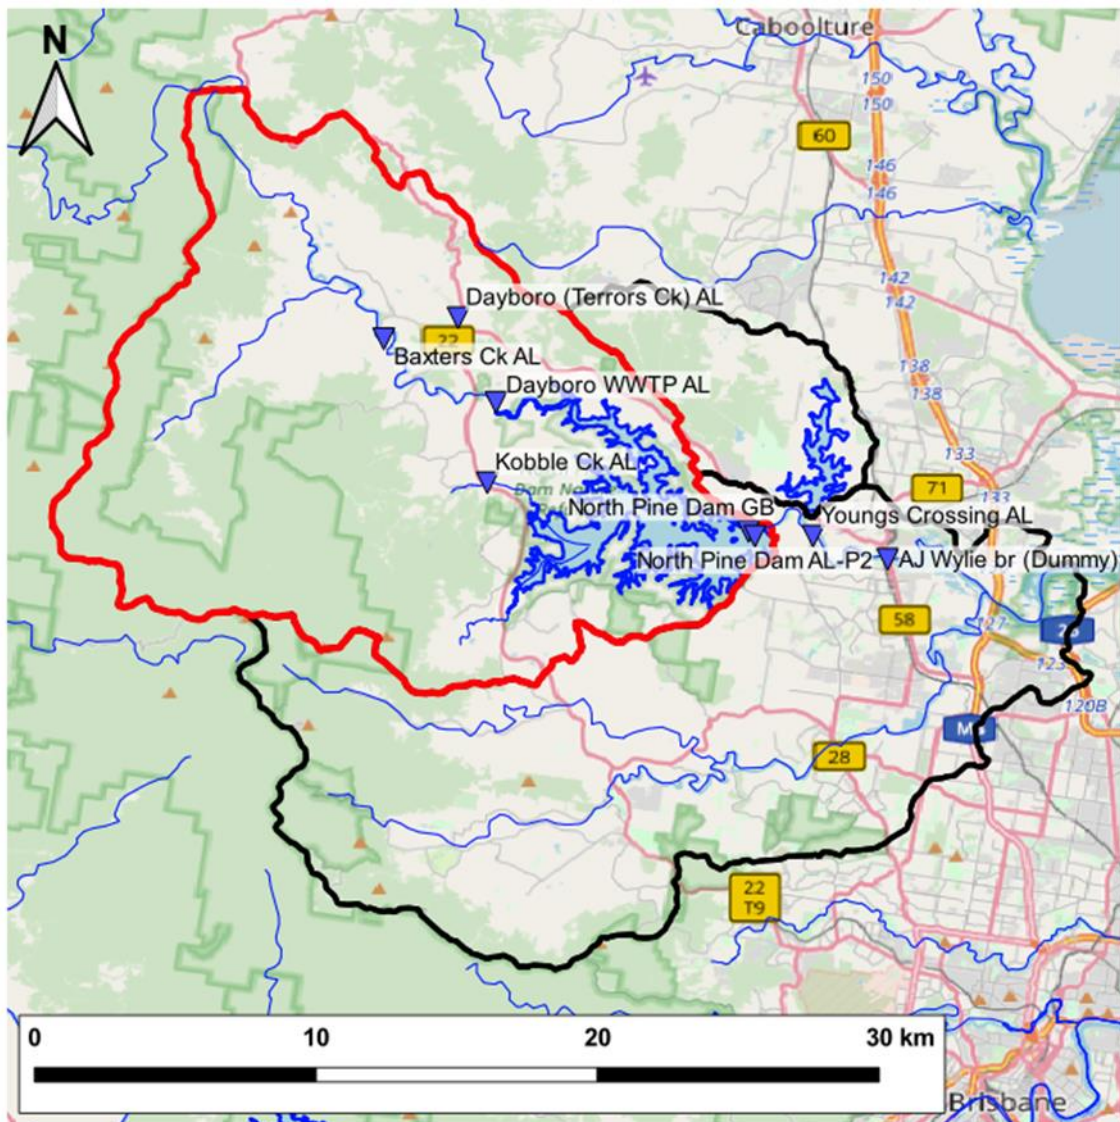 Caboolture
N
150
150
60
146
146
142
142
Dayboro (Terrors Ck) AL
22
Baxters Ck AL
138
138
Dayboro WWTP AL
133
Kobble Ck AL
71
133
North Pine Dam GB
Youngs Crossing AL
North Pine Dam AL-P2
AJ Wylie br (Dummy)
58
127
123
120B
28
22
T9
0
10
20
30 km
Brisbane